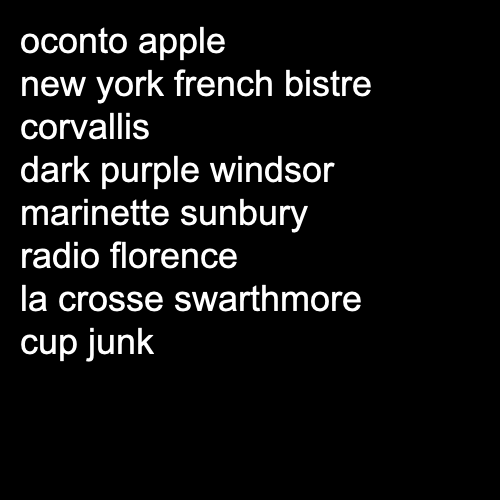 oconto apple
new york french bistre
corvallis
dark purple windsor
marinette sunbury
radio florence
la crosse swarthmore
cup junk